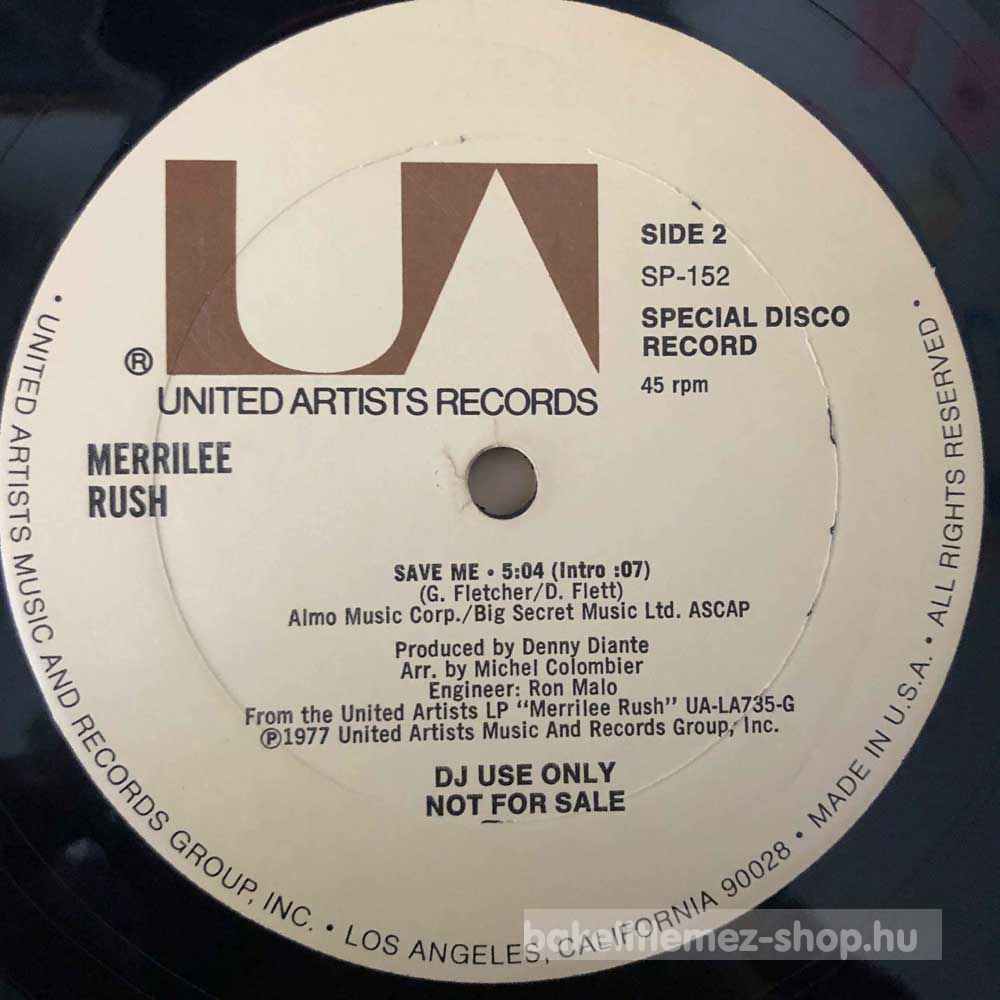 UA
®
UNITED ARTISTS RECORDS
SIDE 2
SP-152
SPECIAL DISCO
RECORD
45 rpm
MERRILEE
RUSH
SAVE ME • 5:04 (Intro :07)
(G. Fletcher/D. Flett)
Almo Music Corp./Big Secret Music Ltd. ASCAP
Produced by Denny Diante
Arr. by Michel Colombier
Engineer: Ron Malo
From the United Artists LP "Merrilee Rush" UA-LA735-G
℗1977 United Artists Music And Records Group, Inc.
DJ USE ONLY
NOT FOR SALE
• UNITED ARTISTS MUSIC AND RECORDS GROUP, INC. • LOS ANGELES, CALIFORNIA 90028 • MADE IN U.S.A. • ALL RIGHTS RESERVED •
bakelitlemez-shop.hu